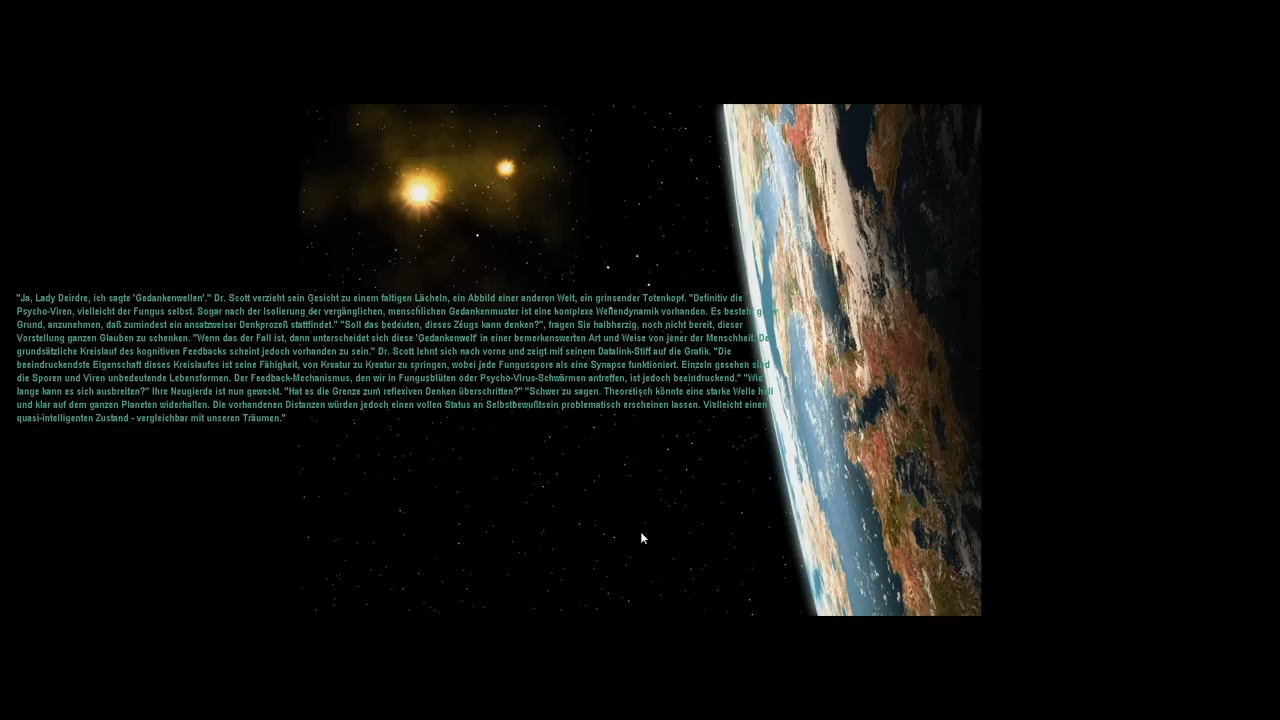 "Ja, Lady Deirdre, ich sagte 'Gedankenwellen'." Dr. Scott verzieht sein Gesicht zu einem faltigen Lächeln, ein Abbild einer anderen Welt, ein grinsender Totenkopf. "Definitiv die
Psycho-Viren, vielleicht der Fungus selbst. Sogar nach der Isolierung der vergänglichen, menschlichen Gedankenmuster ist eine komplexe Wellendynamik vorhanden. Es besteht guter
Grund, anzunehmen, daß zumindest ein ansatzweiser Denkprozeß stattfindet." "Soll das bedeuten, dieses Zeugs kann denken?", fragen Sie halbherzig, noch nicht bereit, dieser
Vorstellung ganzen Glauben zu schenken. "Wenn das der Fall ist, dann unterscheidet sich diese 'Gedankenwelt' in einer bemerkenswerten Art und Weise von jener der Menschheit. Der
grundsätzliche Kreislauf des kognitiven Feedbacks scheint jedoch vorhanden zu sein." Dr. Scott lehnt sich nach vorne und zeigt mit seinem Datalink-Stiff auf die Grafik. "Die
beeindruckendste Eigenschaft dieses Kreislaufes ist seine Fähigkeit, von Kreatur zu Kreatur zu springen, wobei jede Fungusspore als eine Synapse funktioniert. Einzeln gesehen sind
die Sporen und Viren unbedeutende Lebensformen. Der Feedback-Mechanismus, den wir in Fungusblüten oder Psycho-Virus-Schwärmen antreffen, ist jedoch beeindruckend." "Wie
lange kann es sich ausbreiten?" Ihre Neugierde ist nun geweckt. "Hat es die Grenze zum reflexiven Denken überschritten?" "Schwer zu sagen. Theoretisch könnte eine starke Welle hell
und klar auf dem ganzen Planeten widerhallen. Die vorhandenen Distanzen würden jedoch einen vollen Status an Selbstbewußtsein problematisch erscheinen lassen. Vielleicht einen
quasi-intelligenten Zustand - vergleichbar mit unseren Träumen."